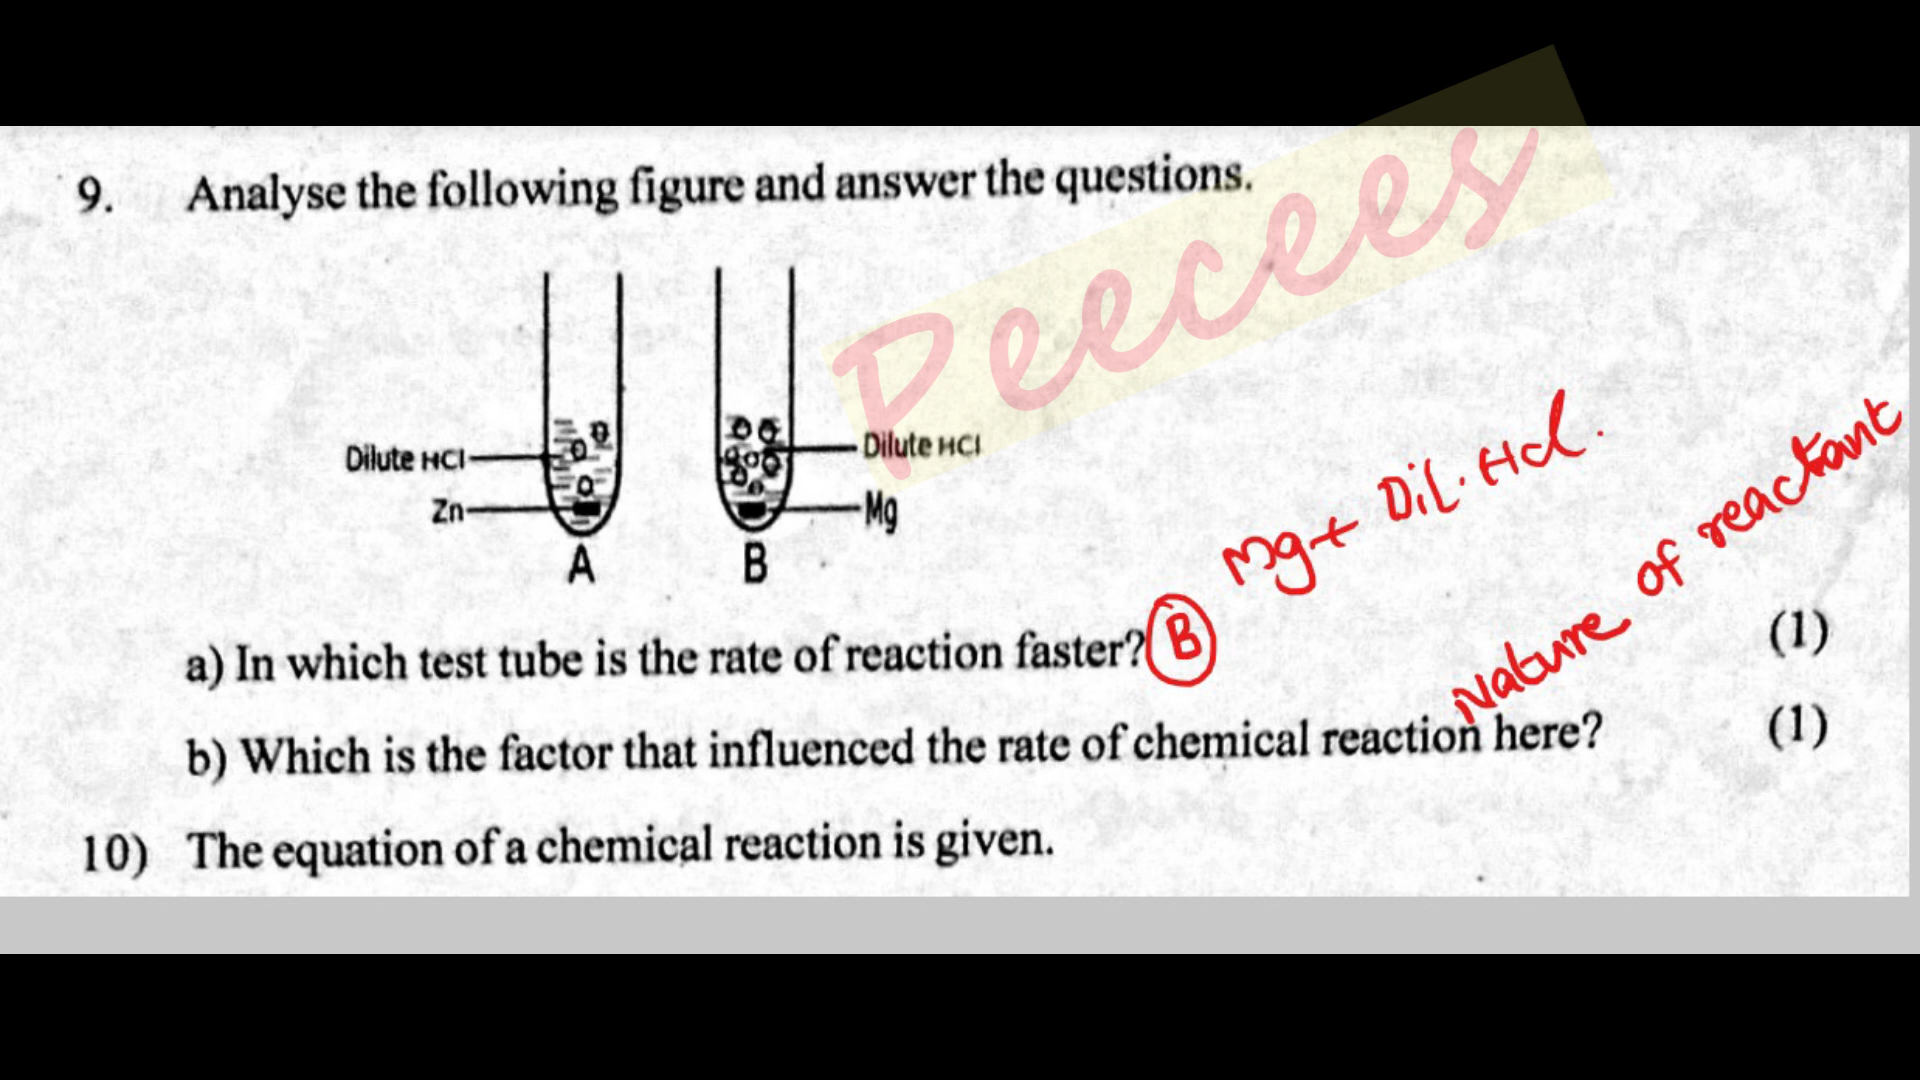 9. Analyse the following figure and answer the questions.
Peecees
Dilute HCl
Zn
A
Dilute HCl
Mg
B
Mg + Dil. Hcl.
a) In which test tube is the rate of reaction faster? B (1)
Nature of reactant
b) Which is the factor that influenced the rate of chemical reaction here? (1)
10) The equation of a chemical reaction is given.